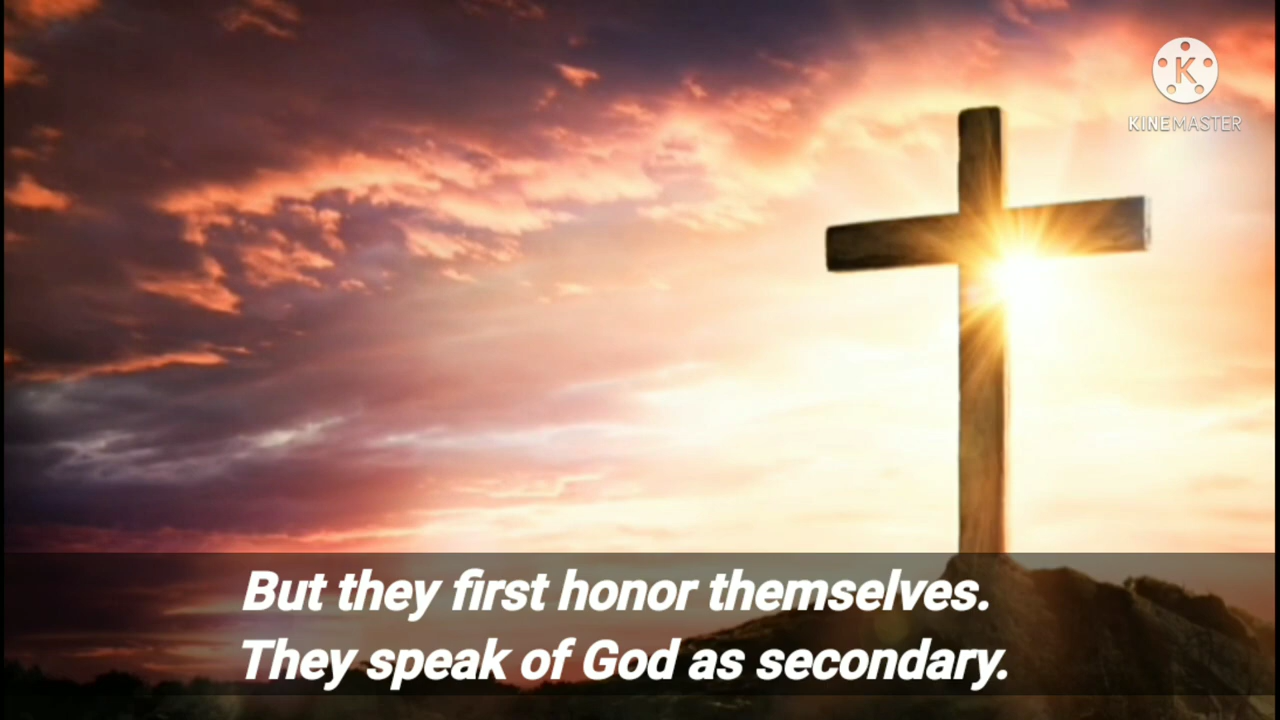 K
KINEMASTER
But they first honor themselves.
They speak of God as secondary.